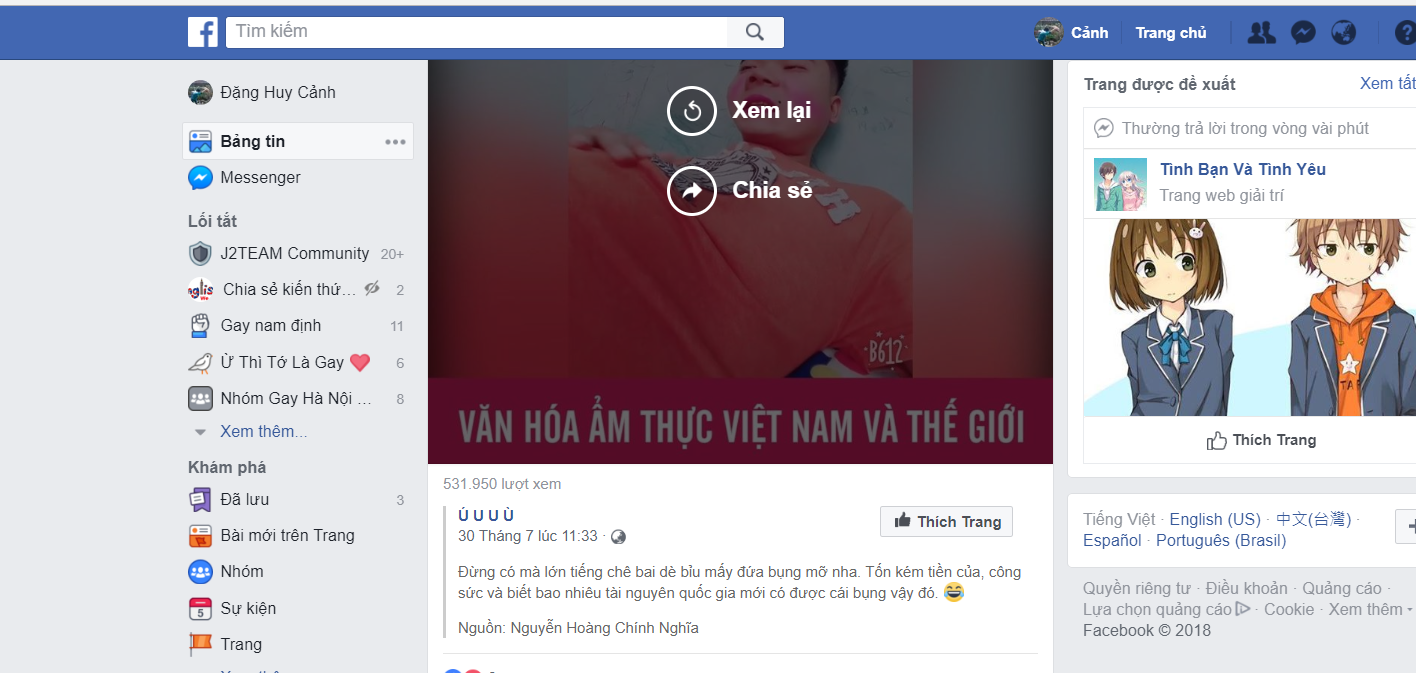 Tìm kiếm
Cảnh
Trang chủ
Đặng Huy Cảnh
Bảng tin
Messenger
Lối tắt
J2TEAM Community 20+
Chia sẻ kiến thứ... 2
Gay nam định 11
Ừ Thì Tớ Là Gay ❤️ 6
Nhóm Gay Hà Nội ... 8
Xem thêm...
Khám phá
Đã lưu 3
Bài mới trên Trang
Nhóm
Sự kiện
Trang
Xem lại
Chia sẻ
B612
VĂN HÓA ẨM THỰC VIỆT NAM VÀ THẾ GIỚI
531.950 lượt xem
Ú U U Ù
30 Tháng 7 lúc 11:33 ·
Thích Trang
Đừng có mà lớn tiếng chê bai dè bỉu mấy đứa bụng mỡ nha. Tốn kém tiền của, công
sức và biết bao nhiêu tài nguyên quốc gia mới có được cái bụng vậy đó. 😂
Nguồn: Nguyễn Hoàng Chính Nghĩa
Trang được đề xuất
Xem tất
Thường trả lời trong vòng vài phút
Tình Bạn Và Tình Yêu
Trang web giải trí
Thích Trang
Tiếng Việt · English (US) · 中文(台灣) ·
Español · Português (Brasil)
Quyền riêng tư · Điều khoản · Quảng cáo ·
Lựa chọn quảng cáo · Cookie · Xem thêm
Facebook © 2018